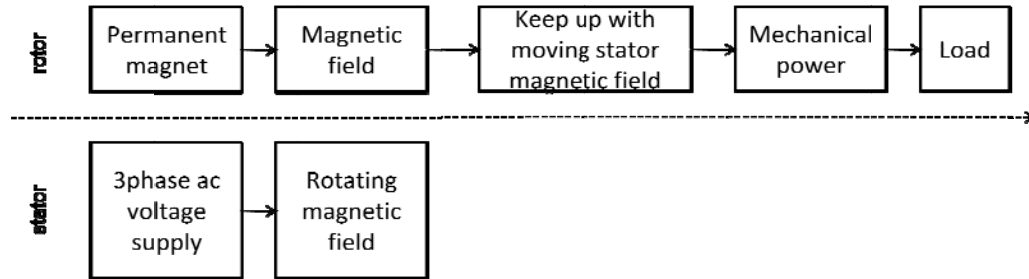 rotor
Permanent
magnet
Magnetic
field
Keep up with
moving stator
magnetic field
Mechanical
power
Load
stator
3phase ac
voltage
supply
Rotating
magnetic
field